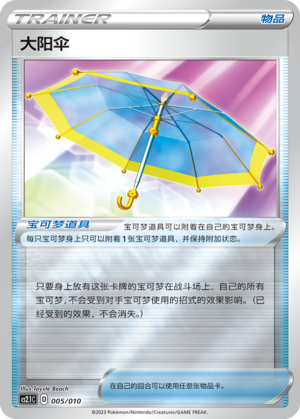 TRAINER
物品
大阳伞
宝可梦道具
宝可梦道具可以附着在自己的宝可梦身上。
每只宝可梦身上只可以附着1张宝可梦道具,并保持附加状态。
只要身上放有这张卡牌的宝可梦在战斗场上,自己的所有
宝可梦,不会受到对手宝可梦使用的招式的效果影响。(已
经受到的效果,不会消失。)
Illus. Toyste Beach
在自己的回合可以使用任意张物品卡。
CS2.1C D 005/010
©2023 Pokémon/Nintendo/Creatures/GAME FREAK.